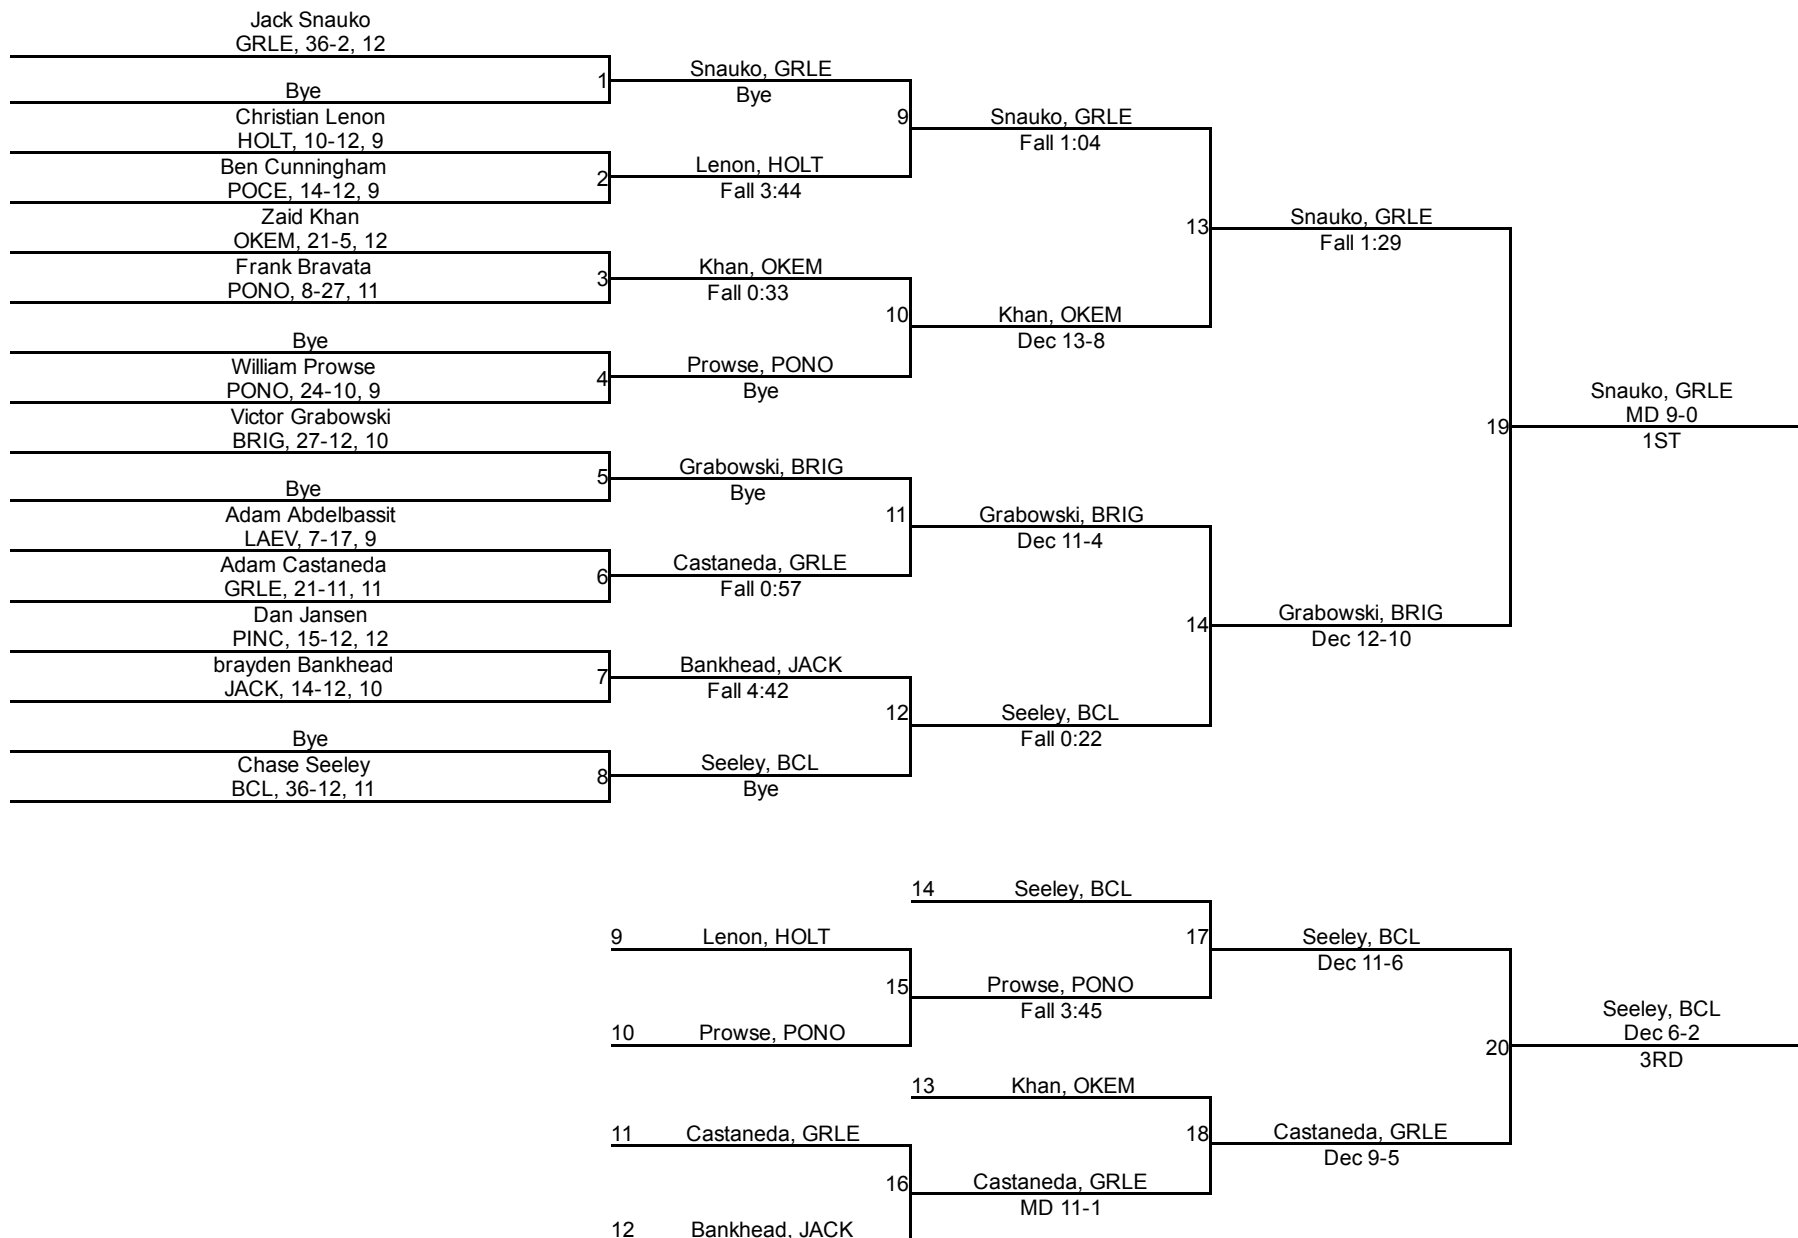 Jack Snauko
GRLE, 36-2, 12
1
Bye
Christian Lenon
HOLT, 10-12, 9
2
Ben Cunningham
POCE, 14-12, 9
Zaid Khan
OKEM, 21-5, 12
3
Frank Bravata
PONO, 8-27, 11
Bye
4
William Prowse
PONO, 24-10, 9
Victor Grabowski
BRIG, 27-12, 10
5
Bye
Adam Abdelbassit
LAEV, 7-17, 9
6
Adam Castaneda
GRLE, 21-11, 11
Dan Jansen
PINC, 15-12, 12
7
brayden Bankhead
JACK, 14-12, 10
Bye
8
Chase Seeley
BCL, 36-12, 11
Snauko, GRLE
Bye
9
Lenon, HOLT
Fall 3:44
Khan, OKEM
Fall 0:33
10
Prowse, PONO
Bye
Grabowski, BRIG
Bye
11
Castaneda, GRLE
Fall 0:57
Bankhead, JACK
Fall 4:42
12
Seeley, BCL
Bye
Snauko, GRLE
Fall 1:04
13
Khan, OKEM
Dec 13-8
Grabowski, BRIG
Dec 11-4
14
Seeley, BCL
Fall 0:22
Snauko, GRLE
Fall 1:29
19
Grabowski, BRIG
Dec 12-10
Snauko, GRLE
MD 9-0
1ST
9 Lenon, HOLT
15
10 Prowse, PONO
11 Castaneda, GRLE
16
12 Bankhead, JACK
14 Seeley, BCL
17
Prowse, PONO
Fall 3:45
13 Khan, OKEM
18
Castaneda, GRLE
MD 11-1
Seeley, BCL
Dec 11-6
20
Castaneda, GRLE
Dec 9-5
Seeley, BCL
Dec 6-2
3RD